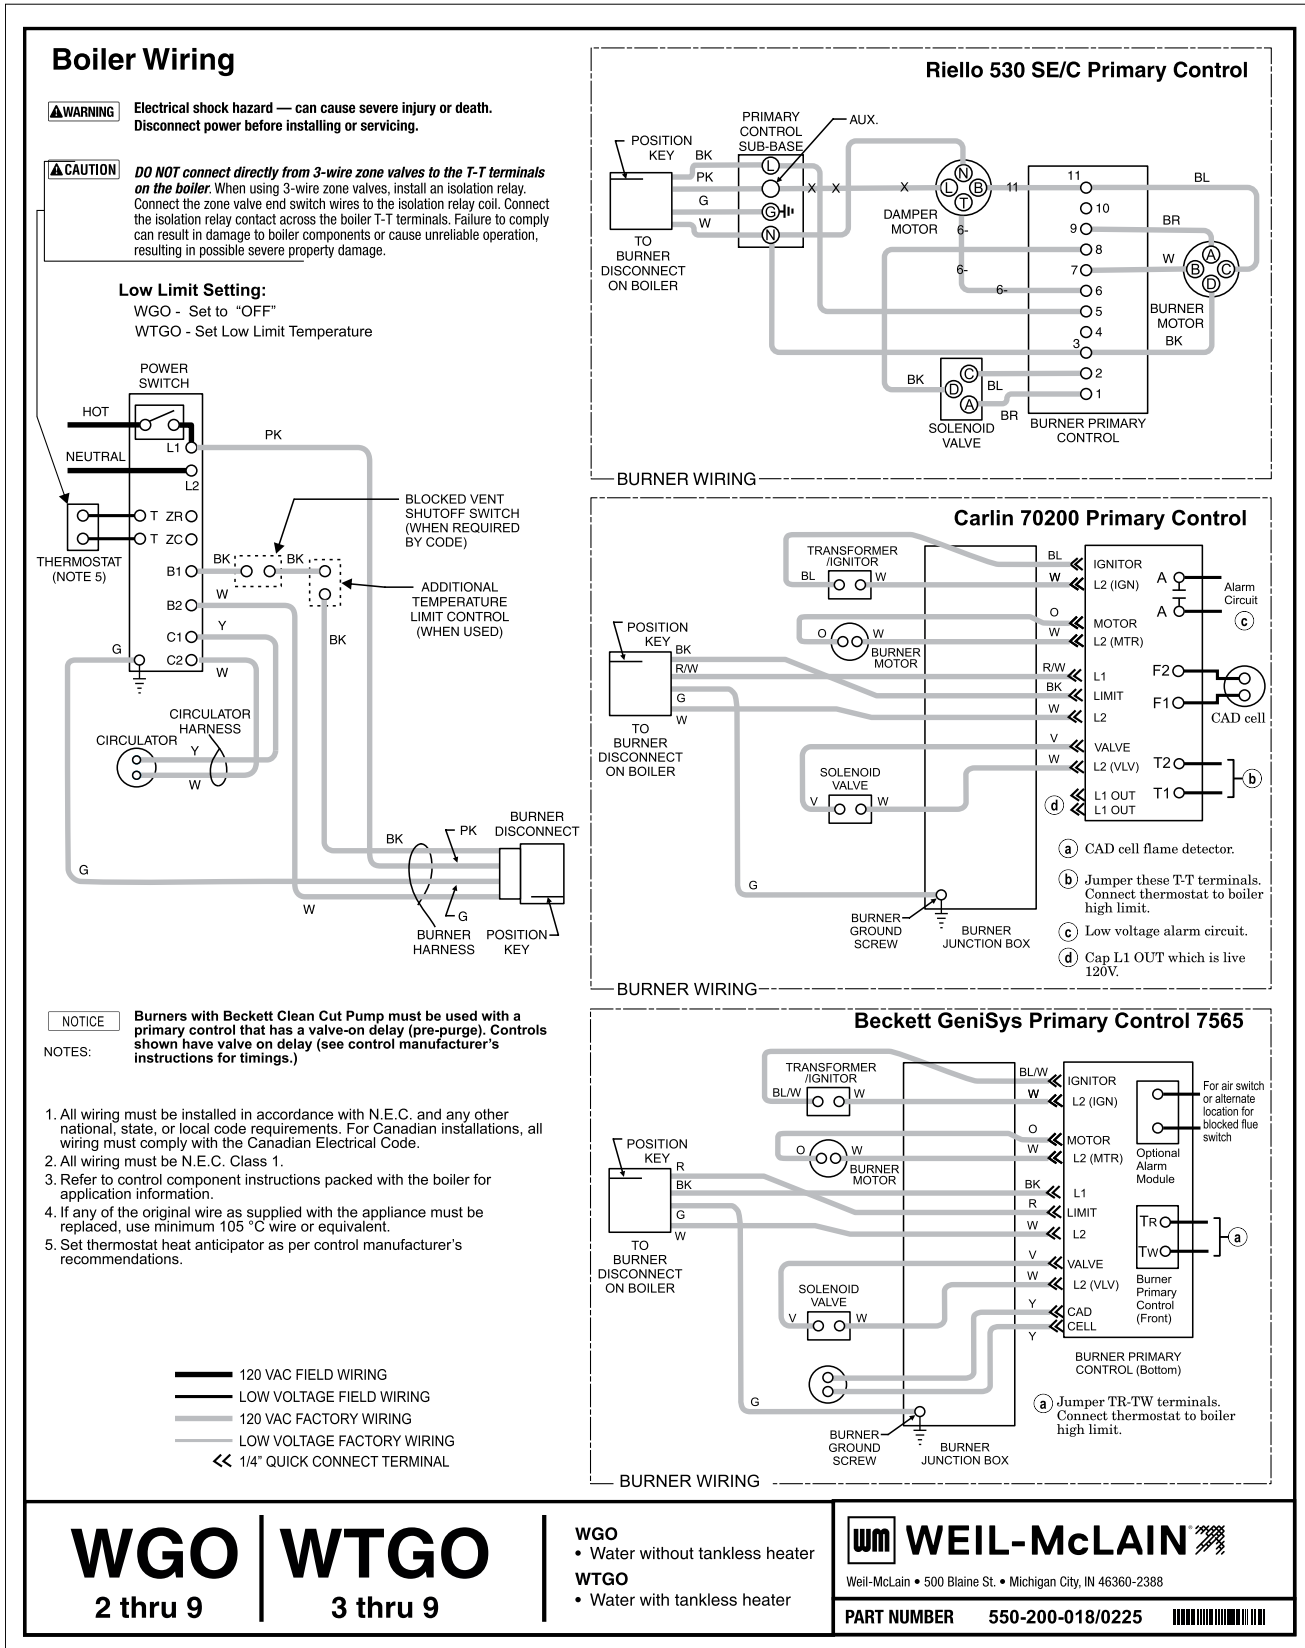 Boiler Wiring
WARNING
Electrical shock hazard — can cause severe injury or death.
Disconnect power before installing or servicing.
CAUTION
DO NOT connect directly from 3-wire zone valves to the T-T terminals
on the boiler. When using 3-wire zone valves, install an isolation relay.
Connect the zone valve end switch wires to the isolation relay coil. Connect
the isolation relay contact across the boiler T-T terminals. Failure to comply
can result in damage to boiler components or cause unreliable operation,
resulting in possible severe property damage.
Low Limit Setting:
WGO - Set to “OFF”
WTGO - Set Low Limit Temperature
POWER
SWITCH
HOT
L1
PK
NEUTRAL
L2
T ZR
T ZC
THERMOSTAT
(NOTE 5)
BLOCKED VENT
SHUTOFF SWITCH
(WHEN REQUIRED
BY CODE)
B1
BK
BK
ADDITIONAL
TEMPERATURE
LIMIT CONTROL
(WHEN USED)
B2
W
C1
Y
BK
G
C2
W
CIRCULATOR
HARNESS
CIRCULATOR
Y
W
BURNER
DISCONNECT
BK
PK
G
W
G
BURNER
HARNESS
POSITION
KEY
NOTICE
Burners with Beckett Clean Cut Pump must be used with a
primary control that has a valve-on delay (pre-purge). Controls
shown have valve on delay (see control manufacturer’s
instructions for timings.)
NOTES:
1. All wiring must be installed in accordance with N.E.C. and any other
national, state, or local code requirements. For Canadian installations, all
wiring must comply with the Canadian Electrical Code.
2. All wiring must be N.E.C. Class 1.
3. Refer to control component instructions packed with the boiler for
application information.
4. If any of the original wire as supplied with the appliance must be
replaced, use minimum 105 °C wire or equivalent.
5. Set thermostat heat anticipator as per control manufacturer’s
recommendations.
120 VAC FIELD WIRING
LOW VOLTAGE FIELD WIRING
120 VAC FACTORY WIRING
LOW VOLTAGE FACTORY WIRING
1/4” QUICK CONNECT TERMINAL
Riello 530 SE/C Primary Control
PRIMARY
CONTROL
SUB-BASE
AUX.
POSITION
KEY
BK
PK
G
W
L
G
N
X X X
N
L B
T
DAMPER
MOTOR
TO
BURNER
DISCONNECT
ON BOILER
11
6-
6-
6-
11
10
9
8
7
6
5
4
3
2
1
BL
BR
W
BK
A
B C
D
BURNER
MOTOR
BK
C
D
A
BL
BR
SOLENOID
VALVE
BURNER PRIMARY
CONTROL
BURNER WIRING
Carlin 70200 Primary Control
TRANSFORMER
/IGNITOR
BL
W
O
W
BURNER
MOTOR
POSITION
KEY
BK
R/W
G
W
TO
BURNER
DISCONNECT
ON BOILER
SOLENOID
VALVE
V
W
G
BURNER
GROUND
SCREW
BURNER
JUNCTION BOX
BL
IGNITOR
W
L2 (IGN)
O
MOTOR
W
L2 (MTR)
R/W
L1
BK
LIMIT
W
L2
V
VALVE
W
L2 (VLV)
d
L1 OUT
L1 OUT
A
A
Alarm
Circuit
c
F2
F1
CAD cell
T2
T1
b
a CAD cell flame detector.
b Jumper these T-T terminals.
Connect thermostat to boiler
high limit.
c Low voltage alarm circuit.
d Cap L1 OUT which is live
120V.
BURNER WIRING
Beckett GeniSys Primary Control 7565
TRANSFORMER
/IGNITOR
BL/W
W
O
W
BURNER
MOTOR
POSITION
KEY
R
BK
G
W
TO
BURNER
DISCONNECT
ON BOILER
SOLENOID
VALVE
V
W
G
BURNER
GROUND
SCREW
BURNER
JUNCTION BOX
BL/W
IGNITOR
W
L2 (IGN)
O
MOTOR
W
L2 (MTR)
BK
L1
R
LIMIT
W
L2
V
VALVE
W
L2 (VLV)
Y
CAD
CELL
Y
For air switch
or alternate
location for
blocked flue
switch
Optional
Alarm
Module
TR
TW
a
Burner
Primary
Control
(Front)
BURNER PRIMARY
CONTROL (Bottom)
a Jumper TR-TW terminals.
Connect thermostat to boiler
high limit.
BURNER WIRING
WGO
2 thru 9
WTGO
3 thru 9
WGO
• Water without tankless heater
WTGO
• Water with tankless heater
wm WEIL-McLAIN®
Weil-McLain • 500 Blaine St. • Michigan City, IN 46360-2388
PART NUMBER 550-200-018/0225